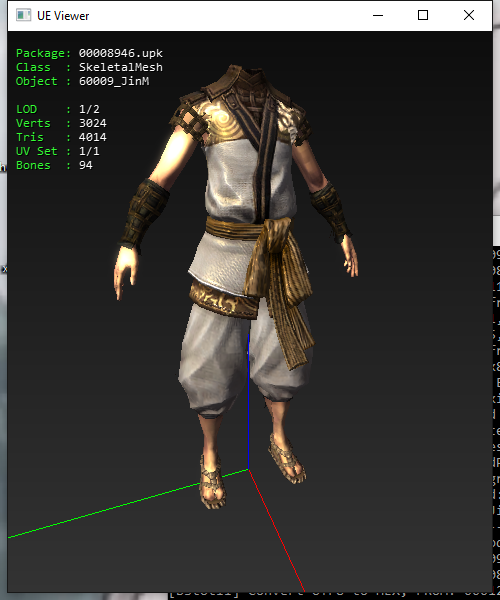 UE Viewer
Package: 00008946.upk
Class : SkeletalMesh
Object : 60009_JinM
LOD : 1/2
Verts : 3024
Tris : 4014
UV Set : 1/1
Bones : 94